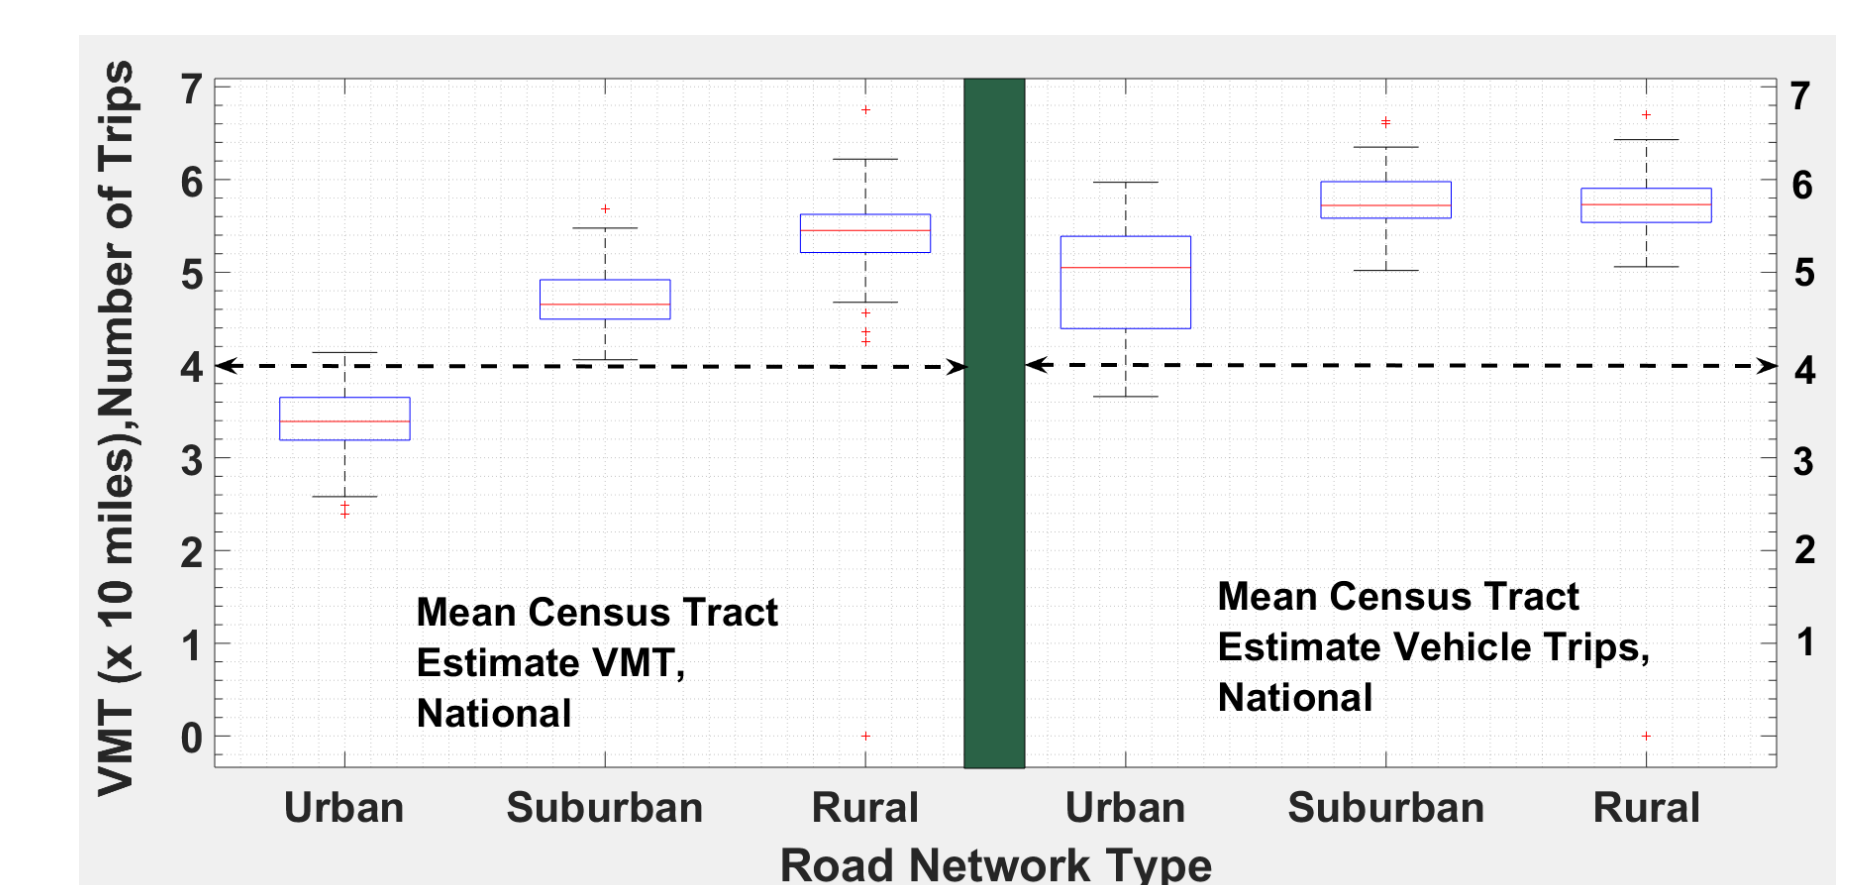 VMT (x 10 miles),Number of Trips
7
6
5
4
3
2
1
0
Mean Census Tract
Estimate VMT,
National
Mean Census Tract
Estimate Vehicle Trips,
National
7
6
5
4
3
2
1
Urban Suburban Rural Urban Suburban Rural
Road Network Type